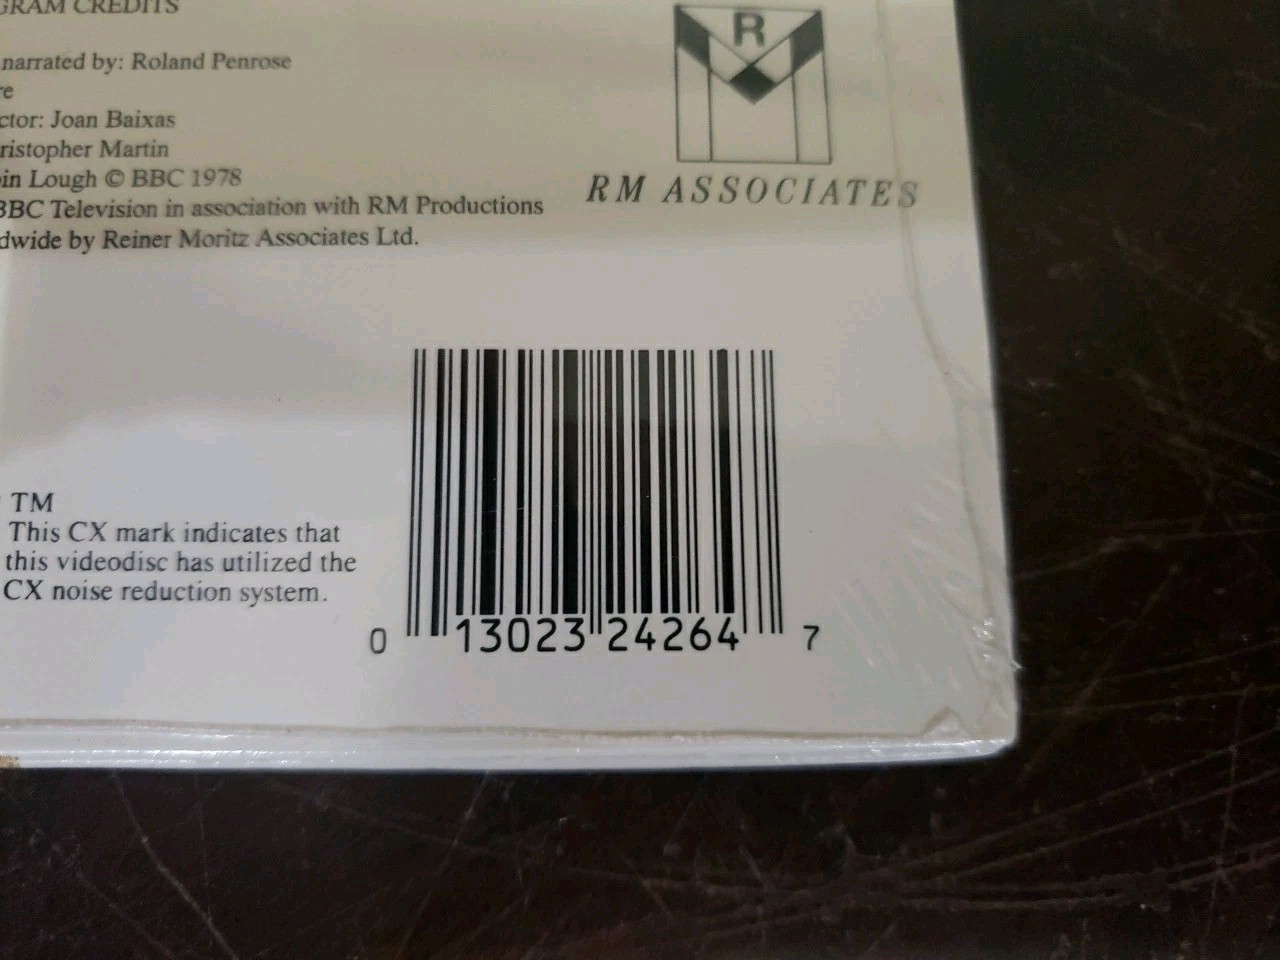 GRAM CREDITS
narrated by: Roland Penrose
re
ctor: Joan Baixas
ristopher Martin
in Lough © BBC 1978
BBC Television in association with RM Productions
dwide by Reiner Moritz Associates Ltd.
R
RM ASSOCIATES
TM
This CX mark indicates that
this videodisc has utilized the
CX noise reduction system.
0 13023 24264 7